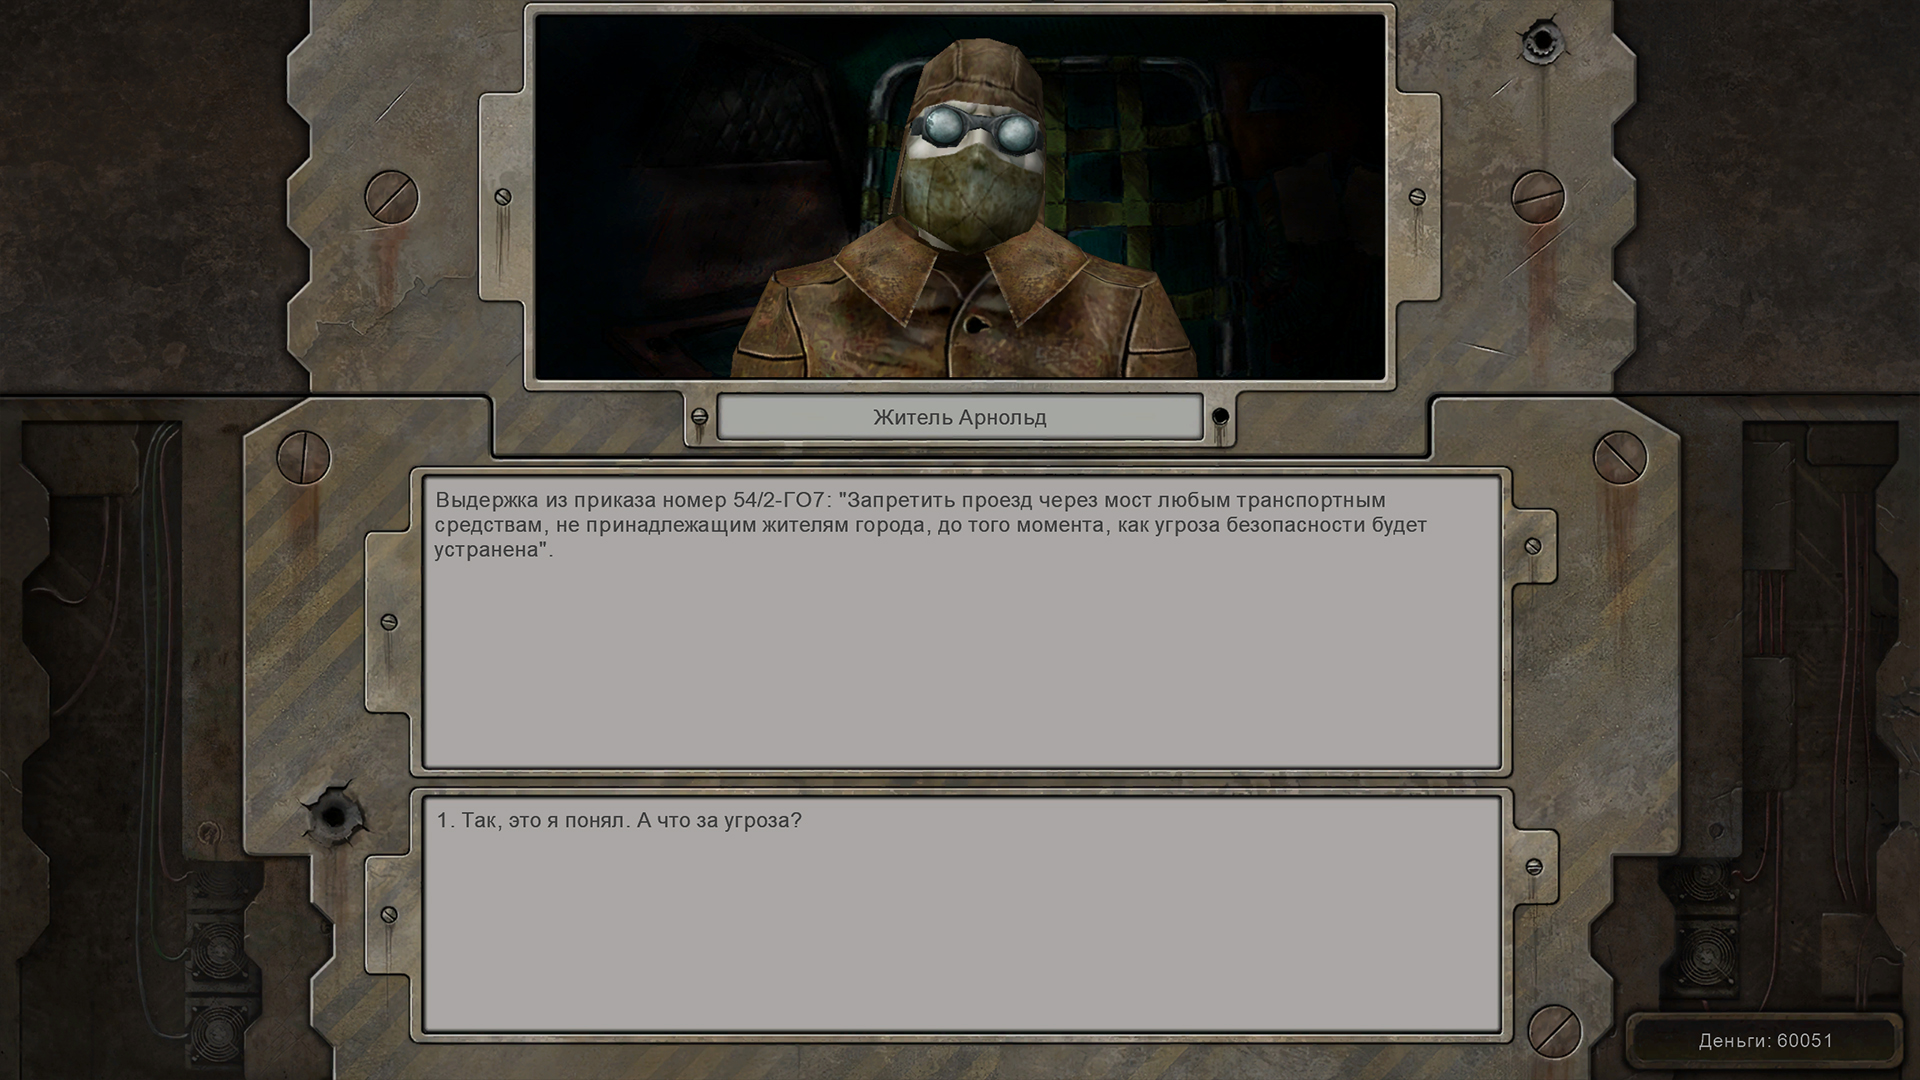 Житель Арнольд
Выдержка из приказа номер 54/2-ГО7: "Запретить проезд через мост любым транспортным
средствам, не принадлежащим жителям города, до того момента, как угроза безопасности будет
устранена".
1. Так, это я понял. А что за угроза?
Деньги: 60051